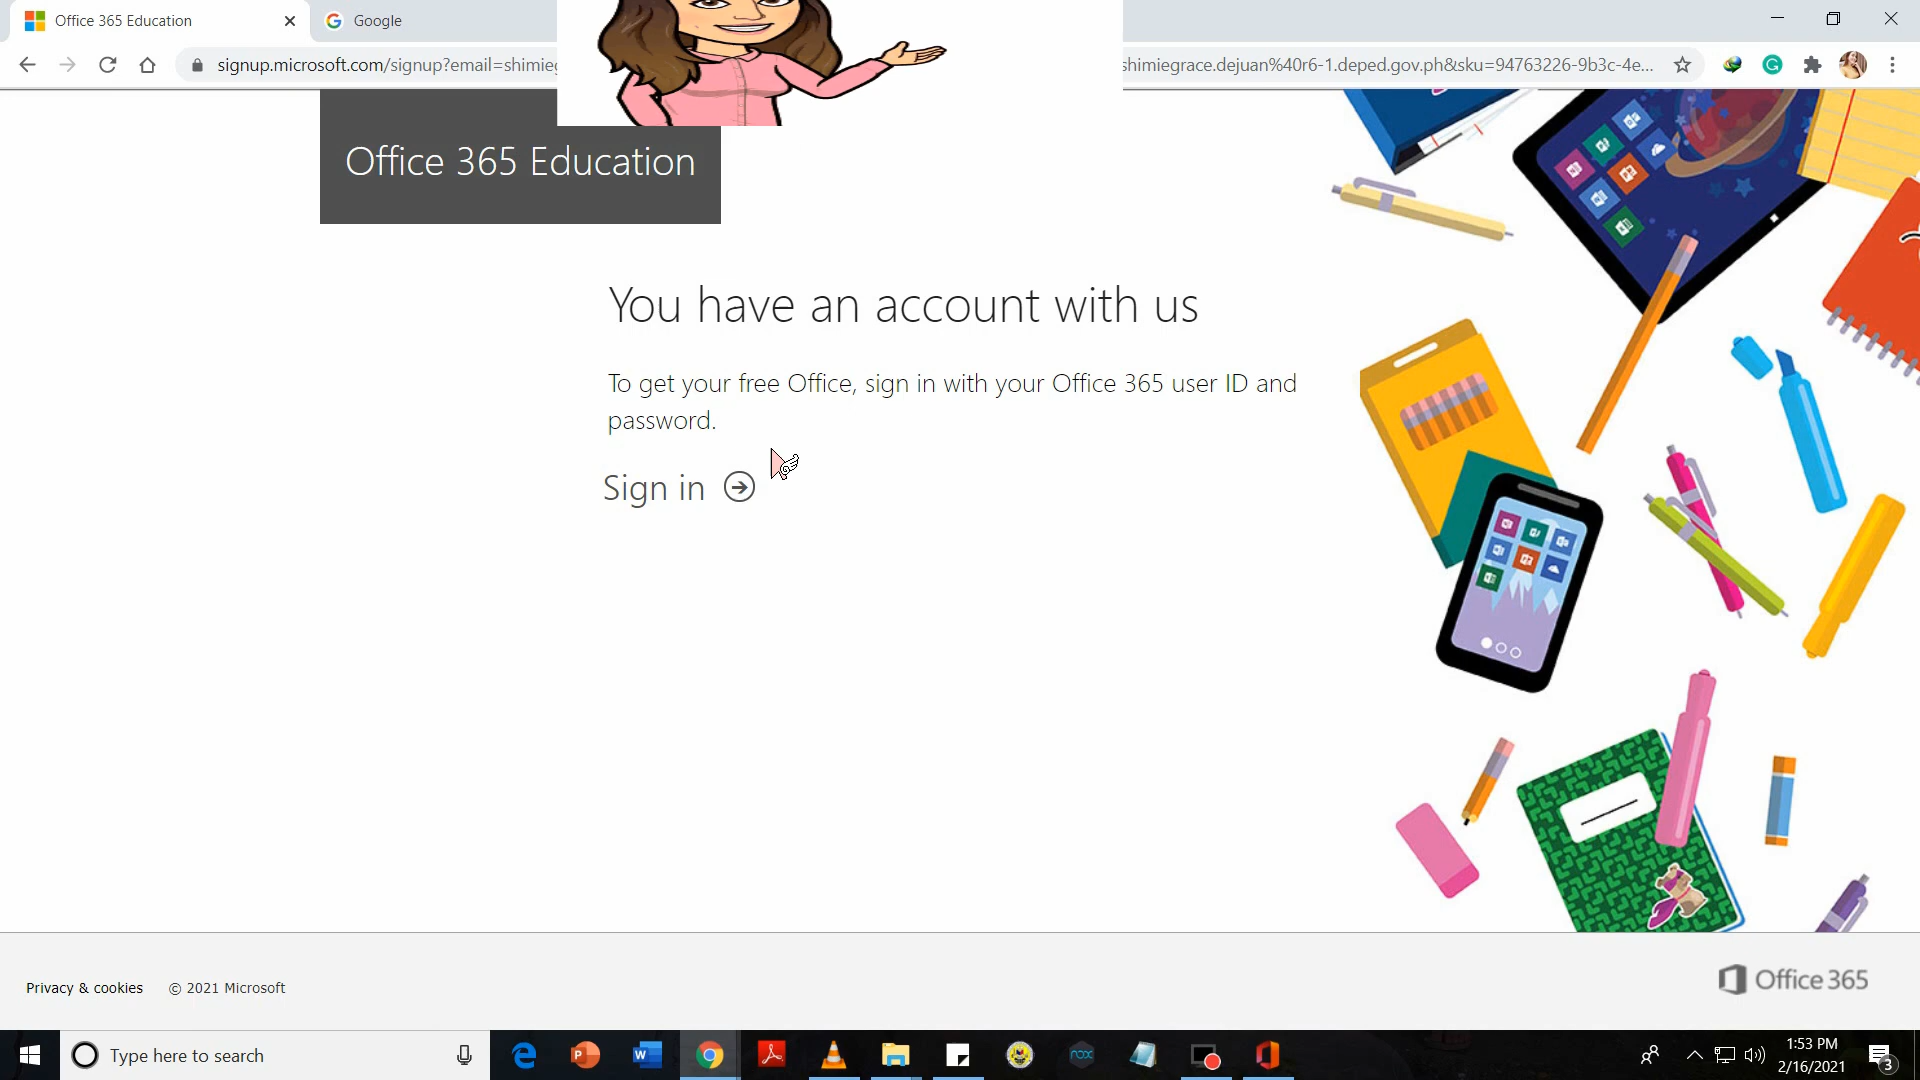 Office 365 Education
Google
signup.microsoft.com/signup?email=shimieg
shimiegrace.dejuan%40r6-1.deped.gov.ph&sku=94763226-9b3c-4e...
Office 365 Education
You have an account with us
To get your free Office, sign in with your Office 365 user ID and
password.
Sign in
Privacy & cookies
© 2021 Microsoft
Office 365
Type here to search
nox
1:53 PM
2/16/2021
3